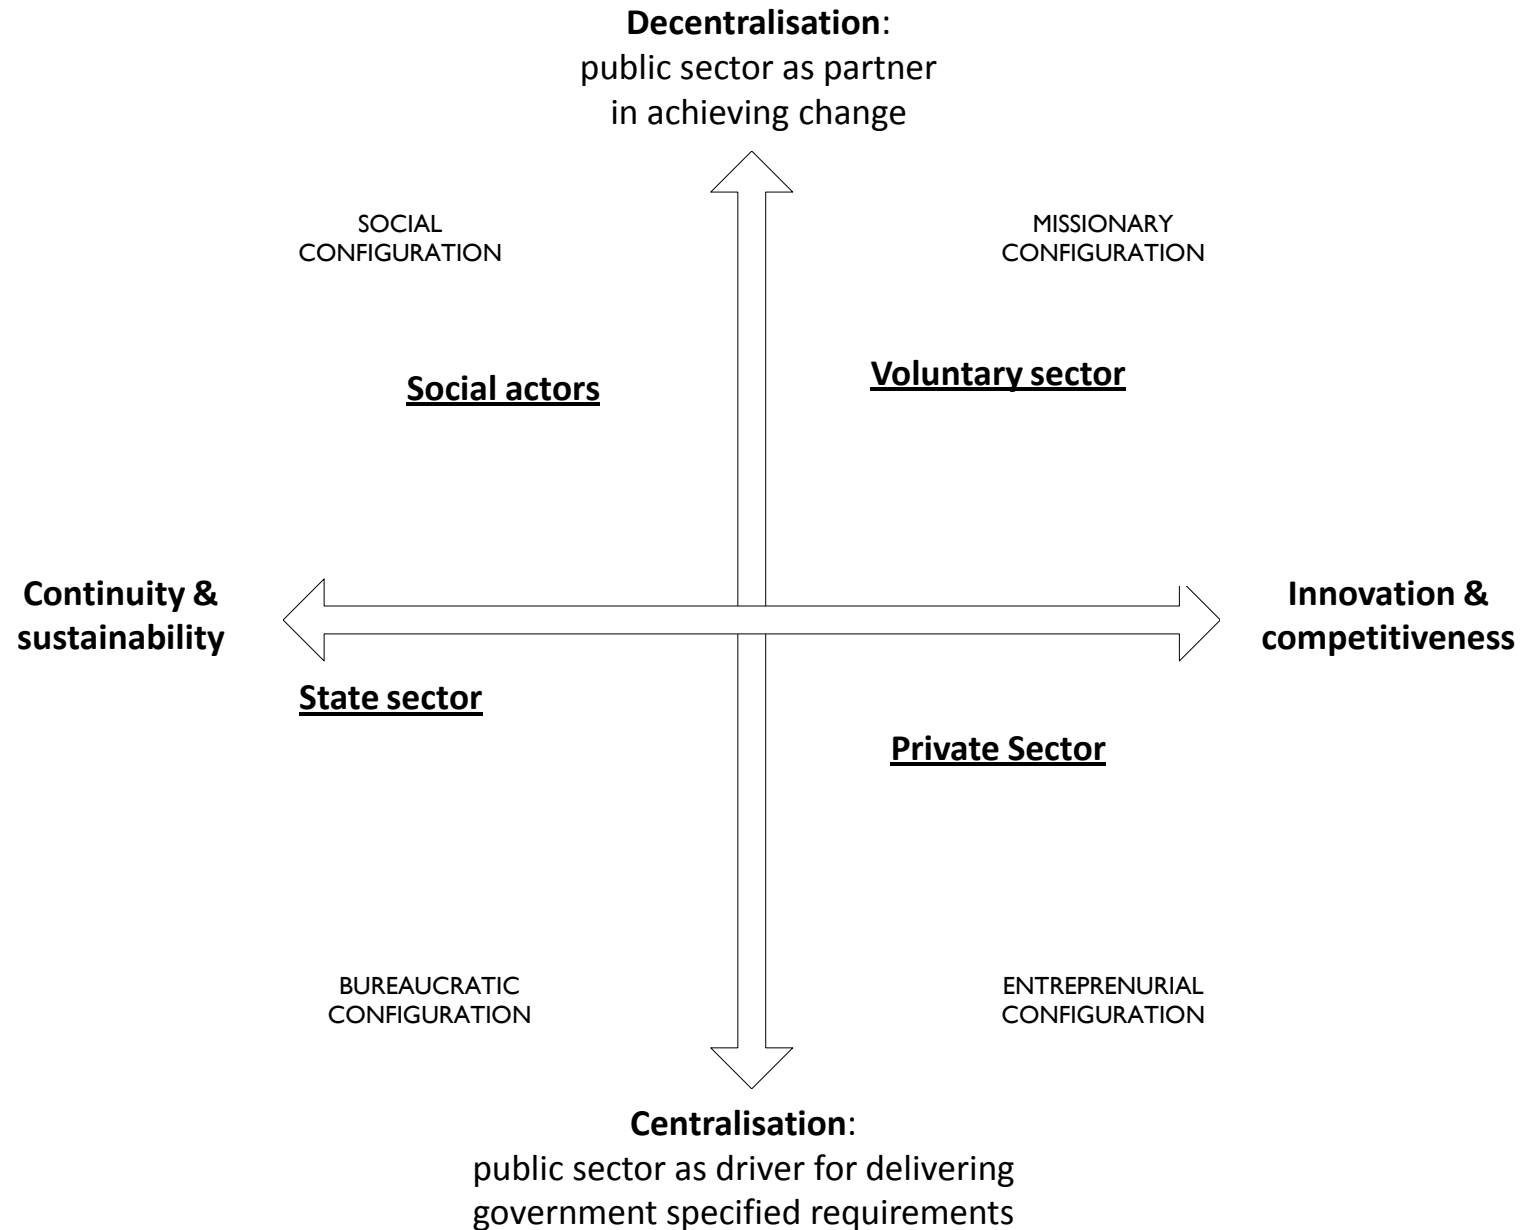 Decentralisation:
public sector as partner
in achieving change
SOCIAL
CONFIGURATION
MISSIONARY
CONFIGURATION
Social actors
Voluntary sector
Continuity &
sustainability
Innovation &
competitiveness
State sector
Private Sector
BUREAUCRATIC
CONFIGURATION
ENTREPRENURIAL
CONFIGURATION
Centralisation:
public sector as driver for delivering
government specified requirements